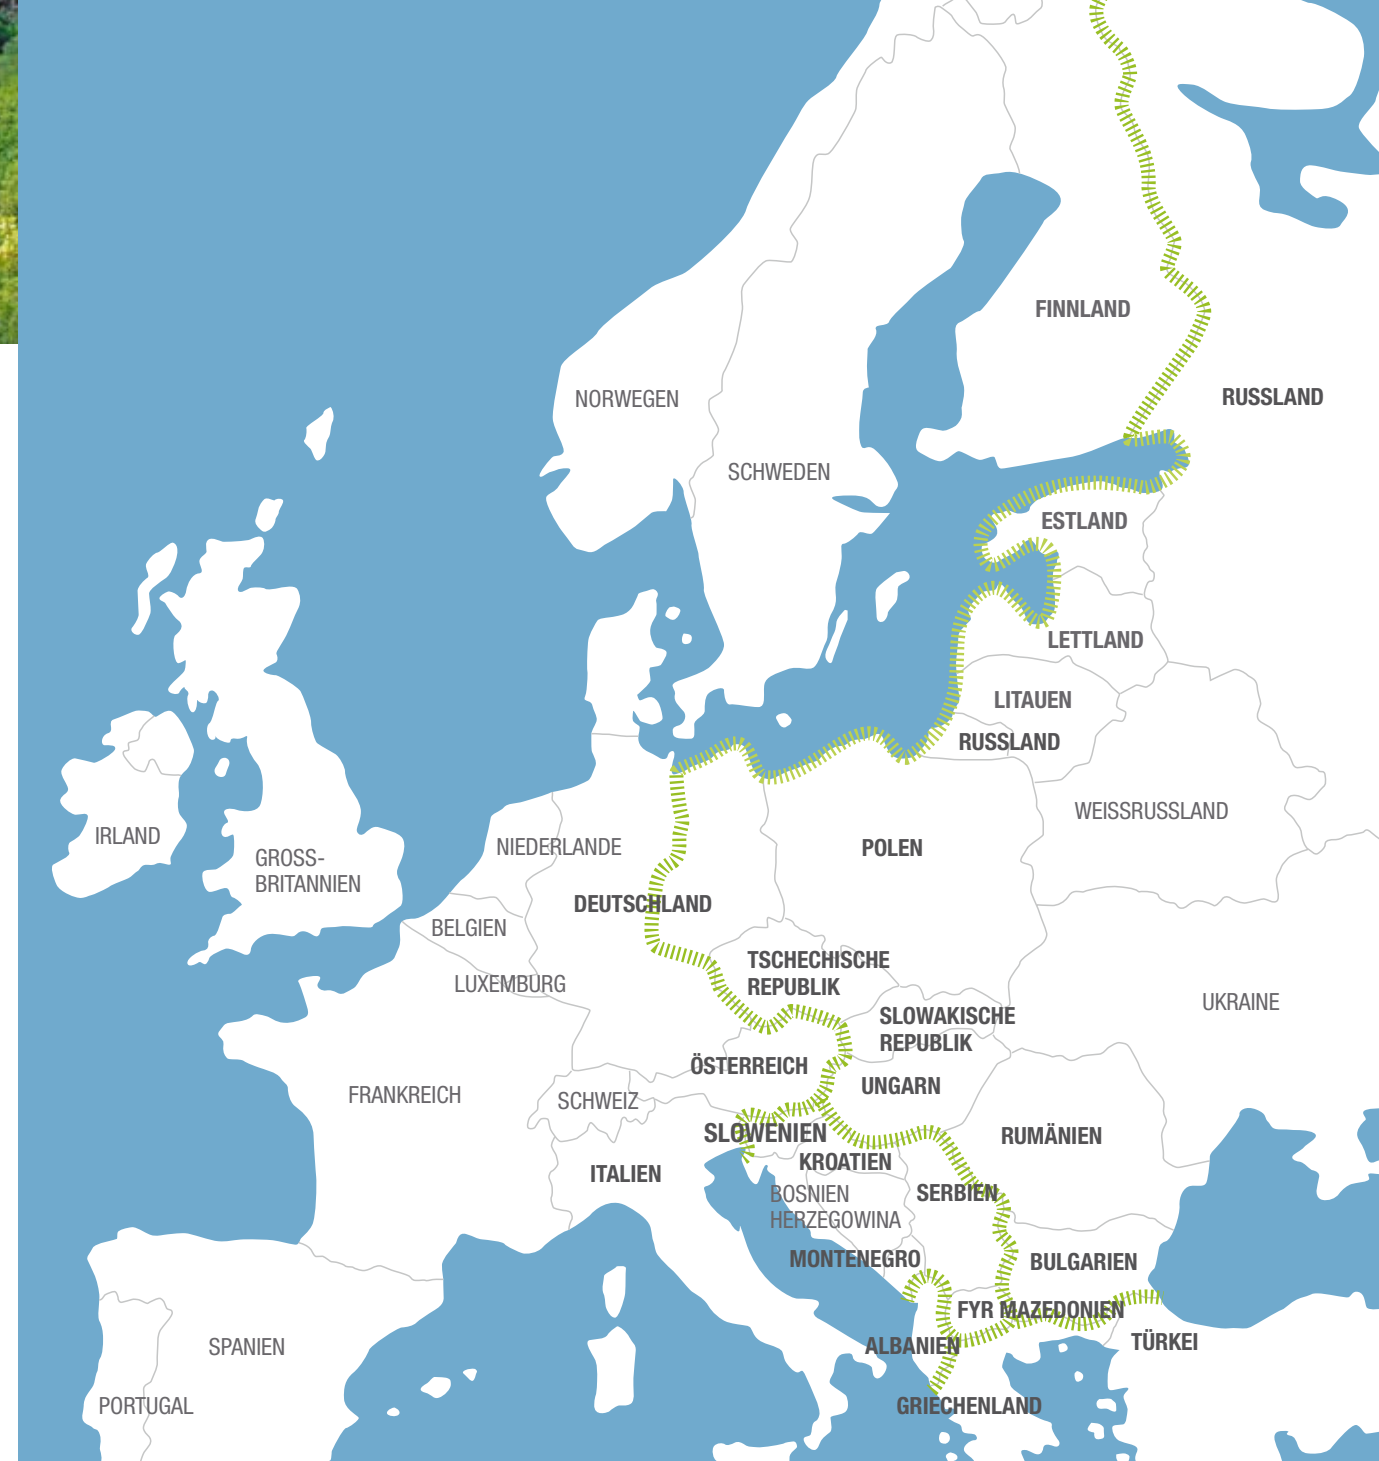 FINNLAND
RUSSLAND
NORWEGEN
SCHWEDEN
ESTLAND
LETTLAND
LITAUEN
RUSSLAND
WEISSRUSSLAND
IRLAND
GROSS-
BRITANNIEN
NIEDERLANDE
POLEN
DEUTSCHLAND
BELGIEN
TSCHECHISCHE
REPUBLIK
LUXEMBURG
UKRAINE
SLOWAKISCHE
REPUBLIK
ÖSTERREICH
UNGARN
FRANKREICH
SCHWEIZ
SLOWENIEN
RUMÄNIEN
KROATIEN
ITALIEN
BOSNIEN
HERZEGOWINA
SERBIEN
MONTENEGRO
BULGARIEN
FYR MAZEDONIEN
ALBANIEN
TÜRKEI
SPANIEN
PORTUGAL
GRIECHENLAND